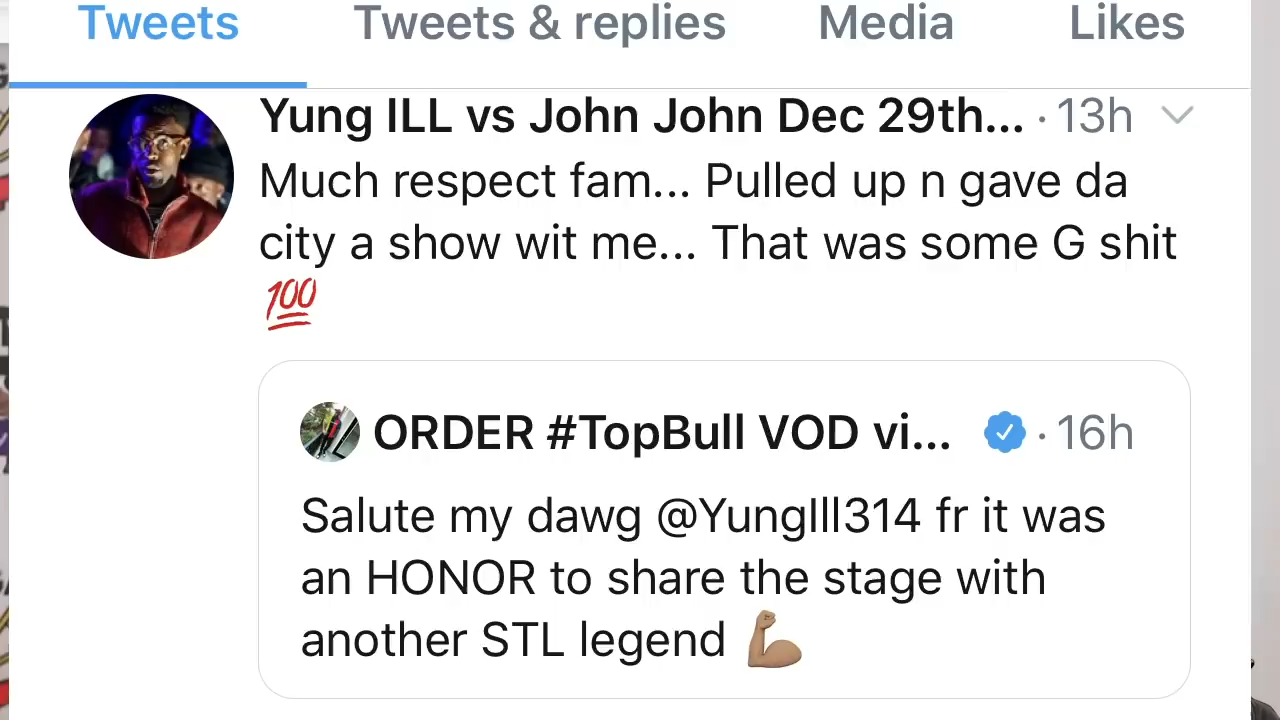 Tweets Tweets & replies Media Likes
Yung ILL vs John John Dec 29th... · 13h
Much respect fam... Pulled up n gave da
city a show wit me... That was some G shit
💯
ORDER #TopBull VOD vi... · 16h
Salute my dawg @YungIll314 fr it was
an HONOR to share the stage with
another STL legend 💪🏽